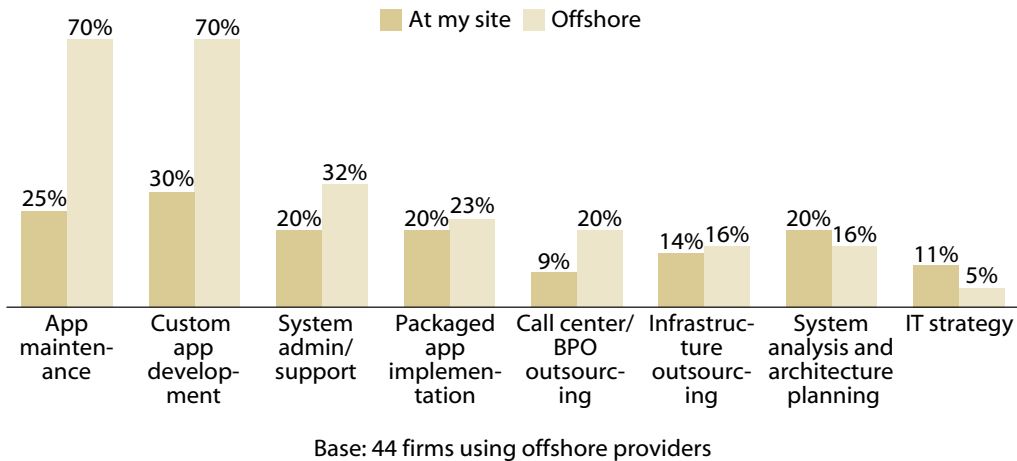 At my site Offshore
70% 70%
25% 30% 20% 32% 20% 23% 9% 20% 14% 16% 20% 16% 11% 5%
App
mainten-
ance
Custom
app
develop-
ment
System
admin/
support
Packaged
app
implemen-
tation
Call center/
BPO
outsourc-
ing
Infrastruc-
ture
outsourc-
ing
System
analysis and
architecture
planning
IT strategy
Base: 44 firms using offshore providers